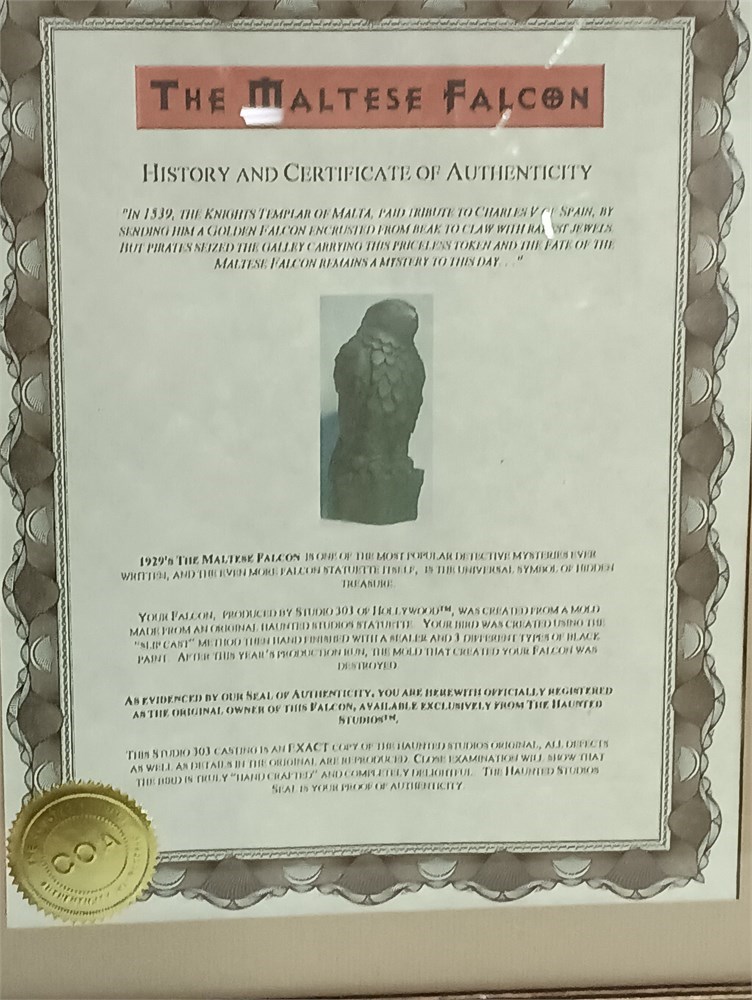 THE MALTESE FALCON
HISTORY AND CERTIFICATE OF AUTHENTICITY
"IN 1539, THE KNIGHTS TEMPLAR OF MALTA, PAID TRIBUTE TO CHARLES V OF SPAIN, BY
SENDING HIM A GOLDEN FALCON ENCRUSTED FROM BEAK TO CLAW WITH RAREST JEWELS.
BUT PIRATES SEIZED THE GALLEY CARRYING THIS PRICELESS TOKEN AND THE FATE OF THE
MALTESE FALCON REMAINS A MYSTERY TO THIS DAY. . ."
1929's THE MALTESE FALCON IS ONE OF THE MOST POPULAR DETECTIVE MYSTERIES EVER
WRITTEN, AND THE EVEN MORE FALCON STATUETTE ITSELF, IS THE UNIVERSAL SYMBOL OF HIDDEN
TREASURE.
YOUR FALCON, PRODUCED BY STUDIO 303 OF HOLLYWOOD™, WAS CREATED FROM A MOLD
MADE FROM AN ORIGINAL HAUNTED STUDIOS STATUETTE. YOUR BIRD WAS CREATED USING THE
"SLIP CAST" METHOD THEN HAND FINISHED WITH A SEALER AND 3 DIFFERENT TYPES OF BLACK
PAINT. AFTER THIS YEAR'S PRODUCTION RUN, THE MOLD THAT CREATED YOUR FALCON WAS
DESTROYED.
AS EVIDENCED BY OUR SEAL OF AUTHENTICITY, YOU ARE HEREWITH OFFICIALLY REGISTERED
AS THE ORIGINAL OWNER OF THIS FALCON, AVAILABLE EXCLUSIVELY FROM THE HAUNTED
STUDIOS™.
THIS STUDIO 303 CASTING IS AN EXACT COPY OF THE HAUNTED STUDIOS ORIGINAL, ALL DEFECTS
AS WELL AS DETAILS IN THE ORIGINAL ARE REPRODUCED. CLOSE EXAMINATION WILL SHOW THAT
THE BIRD IS TRULY "HAND CRAFTED" AND COMPLETELY DELIGHTFUL. THE HAUNTED STUDIOS
SEAL IS YOUR PROOF OF AUTHENTICITY.
COA